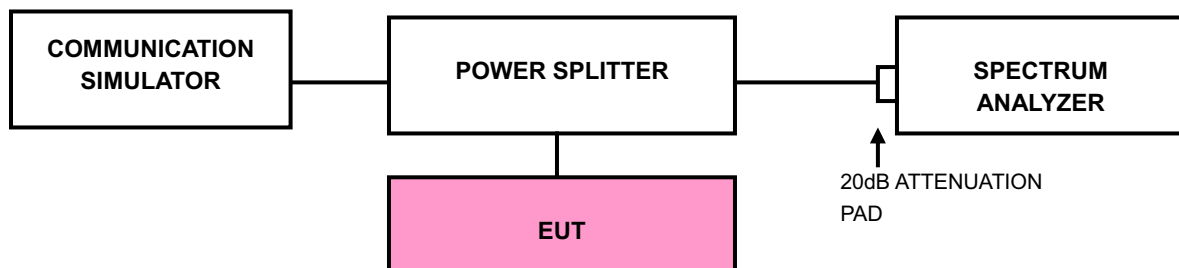 COMMUNICATION
SIMULATOR
POWER SPLITTER
SPECTRUM
ANALYZER
20dB ATTENUATION
PAD
EUT